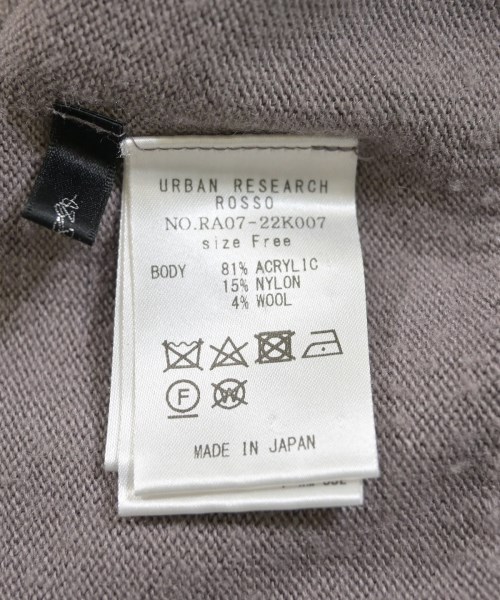 URBAN RESEARCH
ROSSO
NO.RA07-22K007
size Free
BODY 81% ACRYLIC
15% NYLON
4% WOOL
F W
MADE IN JAPAN